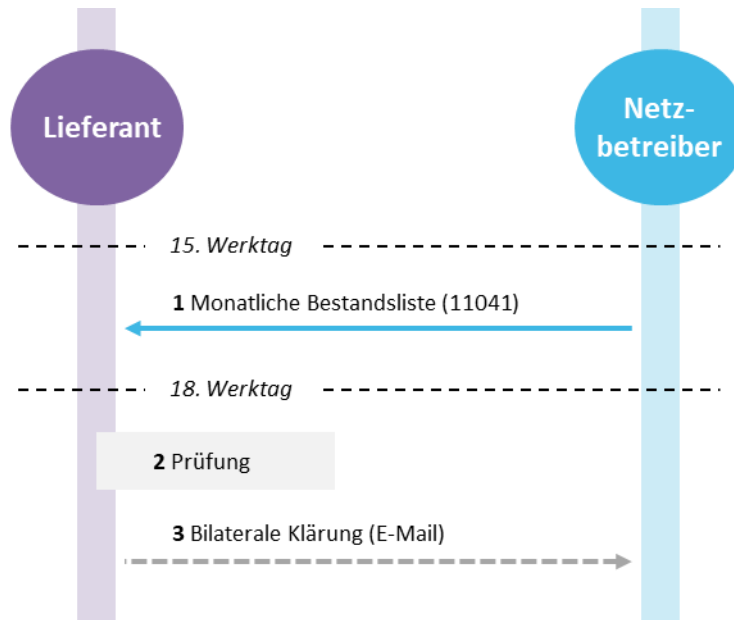 Lieferant
Netz-
betreiber
15. Werktag
1 Monatliche Bestandsliste (11041)
18. Werktag
2 Prüfung
3 Bilaterale Klärung (E-Mail)